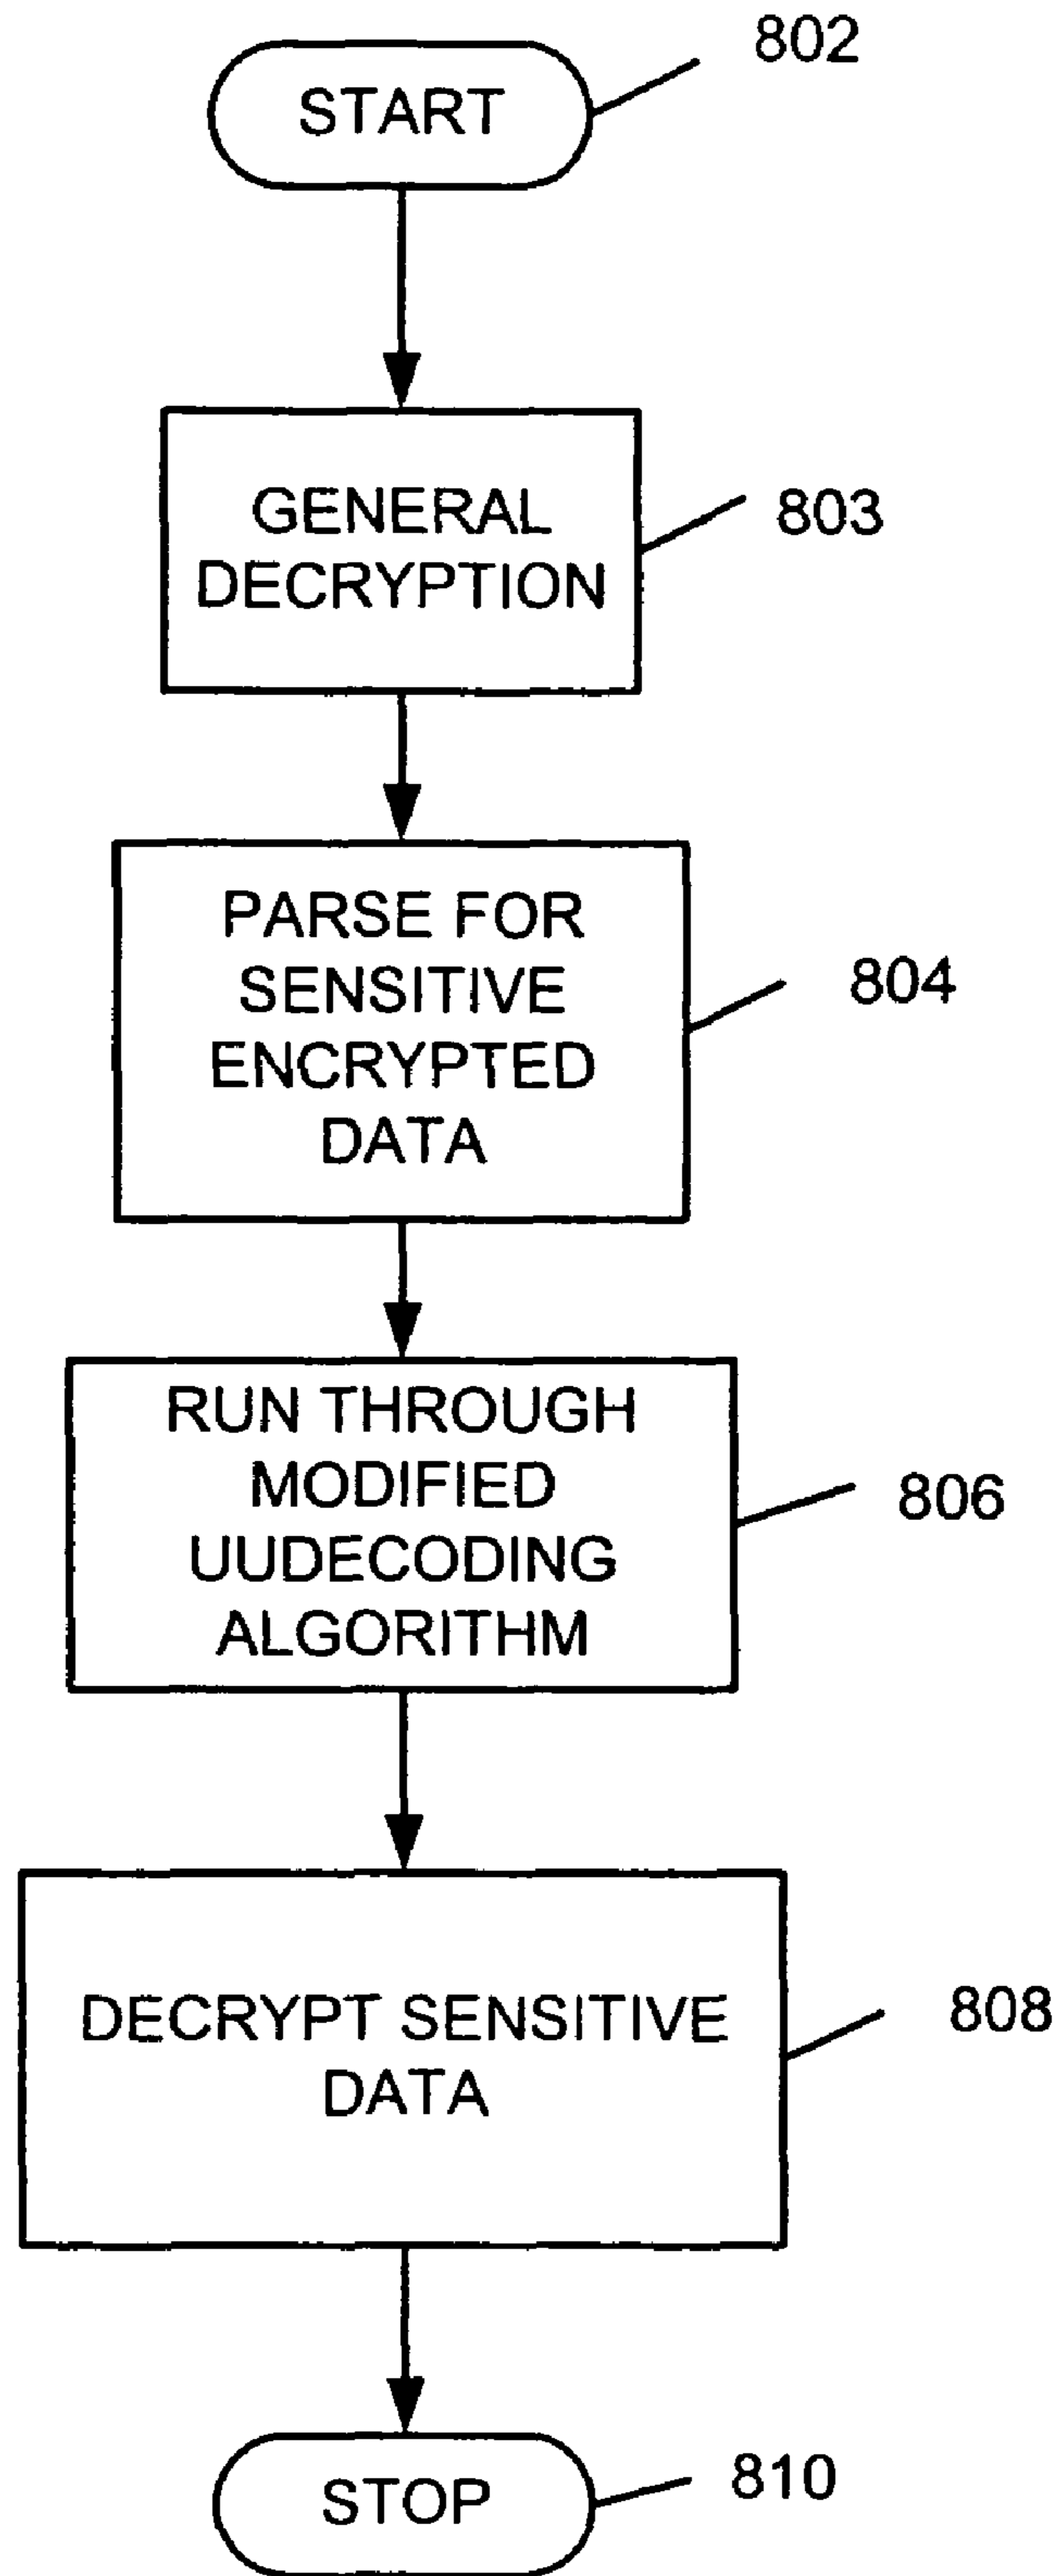 802
START
GENERAL
DECRYPTION
803
PARSE FOR
SENSITIVE
ENCRYPTED
DATA
804
RUN THROUGH
MODIFIED
UUDECODING
ALGORITHM
806
DECRYPT SENSITIVE
DATA
808
STOP
810